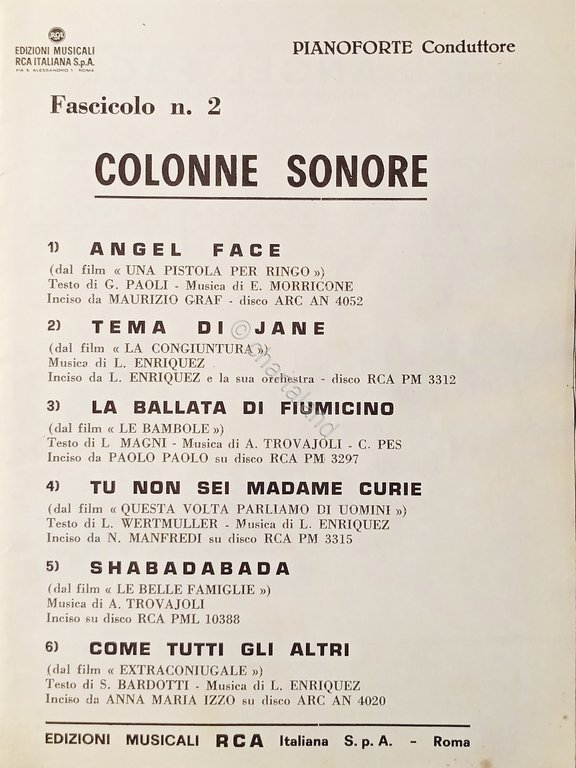 RCA
EDIZIONI MUSICALI
RCA ITALIANA S.p.A.
VIA S. ALESSANDRO 7 ROMA
PIANOFORTE Conduttore
Fascicolo n. 2
COLONNE SONORE
1) ANGEL FACE
(dal film « UNA PISTOLA PER RINGO »)
Testo di G. PAOLI - Musica di E. MORRICONE
Inciso da MAURIZIO GRAF - disco ARC AN 4052
2) TEMA DI JANE
(dal film « LA CONGIUNTURA »)
Musica di L. ENRIQUEZ
Inciso da L. ENRIQUEZ e la sua orchestra - disco RCA PM 3312
3) LA BALLATA DI FIUMICINO
(dal film « LE BAMBOLE »)
Testo di L MAGNI - Musica di A. TROVAJOLI - C. PES
Inciso da PAOLO PAOLO su disco RCA PM 3297
4) TU NON SEI MADAME CURIE
(dal film « QUESTA VOLTA PARLIAMO DI UOMINI »)
Testo di L. WERTMULLER - Musica di L. ENRIQUEZ
Inciso da N. MANFREDI su disco RCA PM 3315
5) SHABADABADA
(dal film « LE BELLE FAMIGLIE »)
Musica di A. TROVAJOLI
Inciso su disco RCA PML 10388
6) COME TUTTI GLI ALTRI
(dal film « EXTRACONIUGALE »)
Testo di S. BARDOTTI - Musica di L. ENRIQUEZ
Inciso da ANNA MARIA IZZO su disco ARC AN 4020
EDIZIONI MUSICALI RCA Italiana S.p.A. - Roma